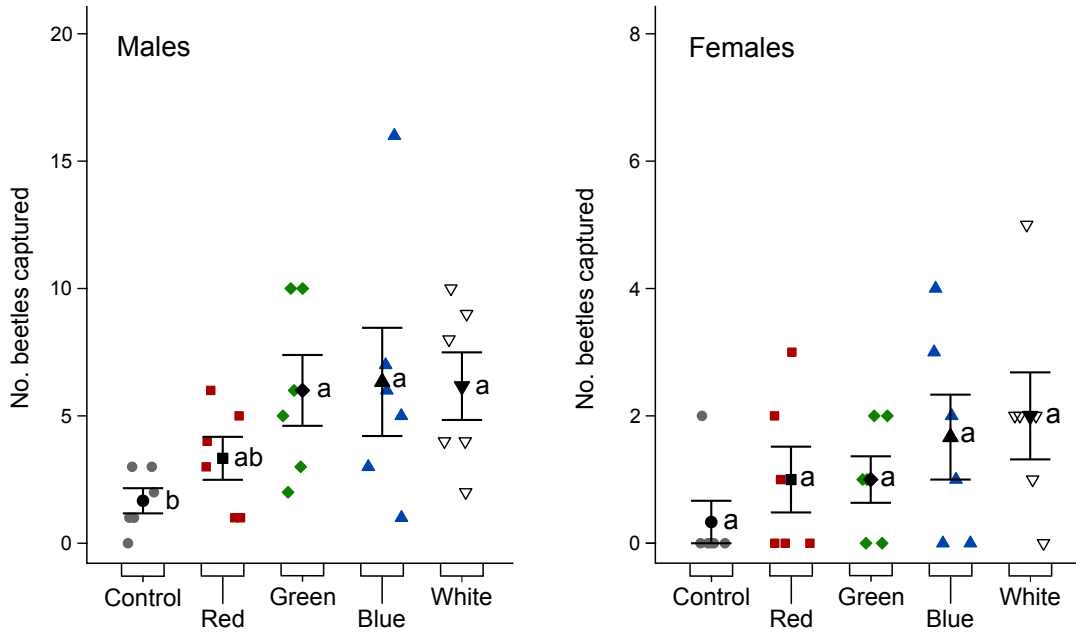 Males
No. beetles captured
20
15
10
5
0
b
ab
a
a
a
Control
Red
Green
Blue
White
Females
No. beetles captured
8
6
4
2
0
a
a
a
a
a
Control
Red
Green
Blue
White